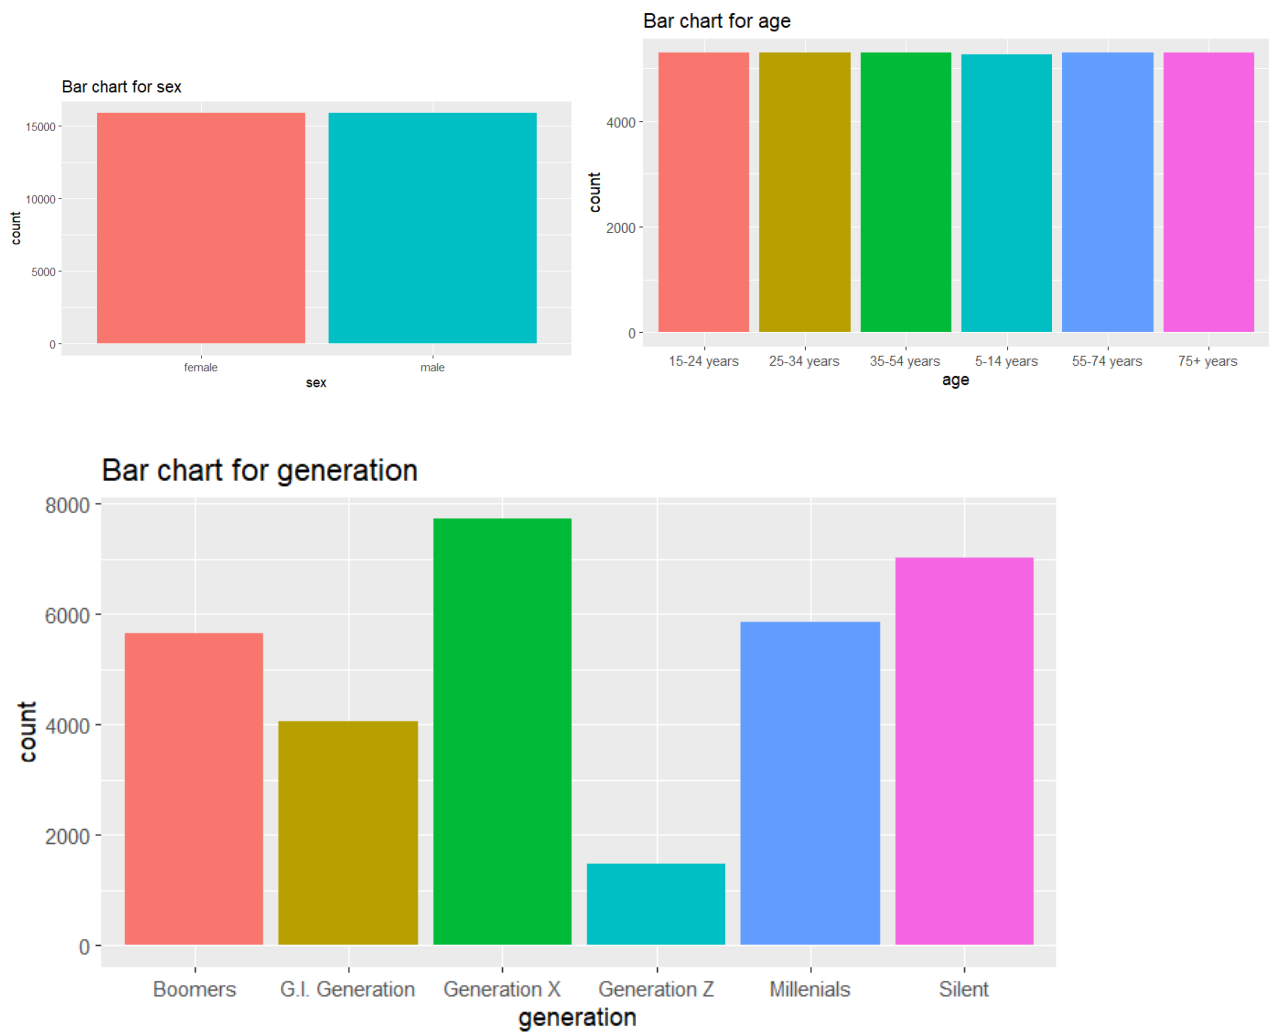 Bar chart for age
4000
2000
0
count
15-24 years 25-34 years 35-54 years 5-14 years 55-74 years 75+ years
age
Bar chart for sex
15000
10000
5000
0
count
female male
sex
Bar chart for generation
8000
6000
4000
2000
0
count
Boomers G.I. Generation Generation X Generation Z Millenials Silent
generation